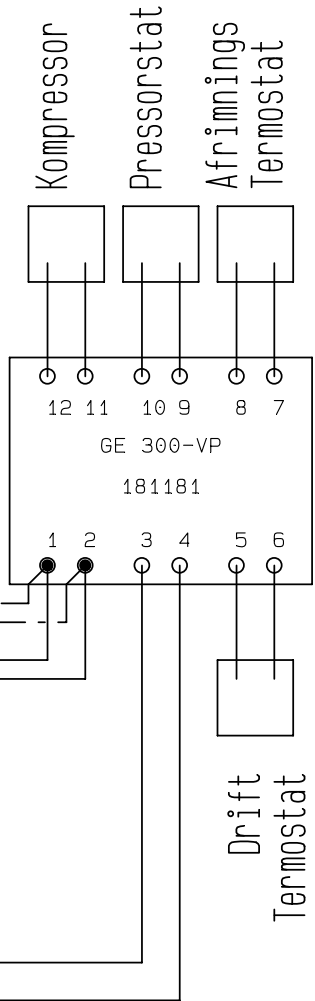 Kompressor
Pressorstat
Afrimnings
Termostat
12 11 10 9 8 7
GE 300-VP
181181
1 2 3 4 5 6
Drift
Termostat